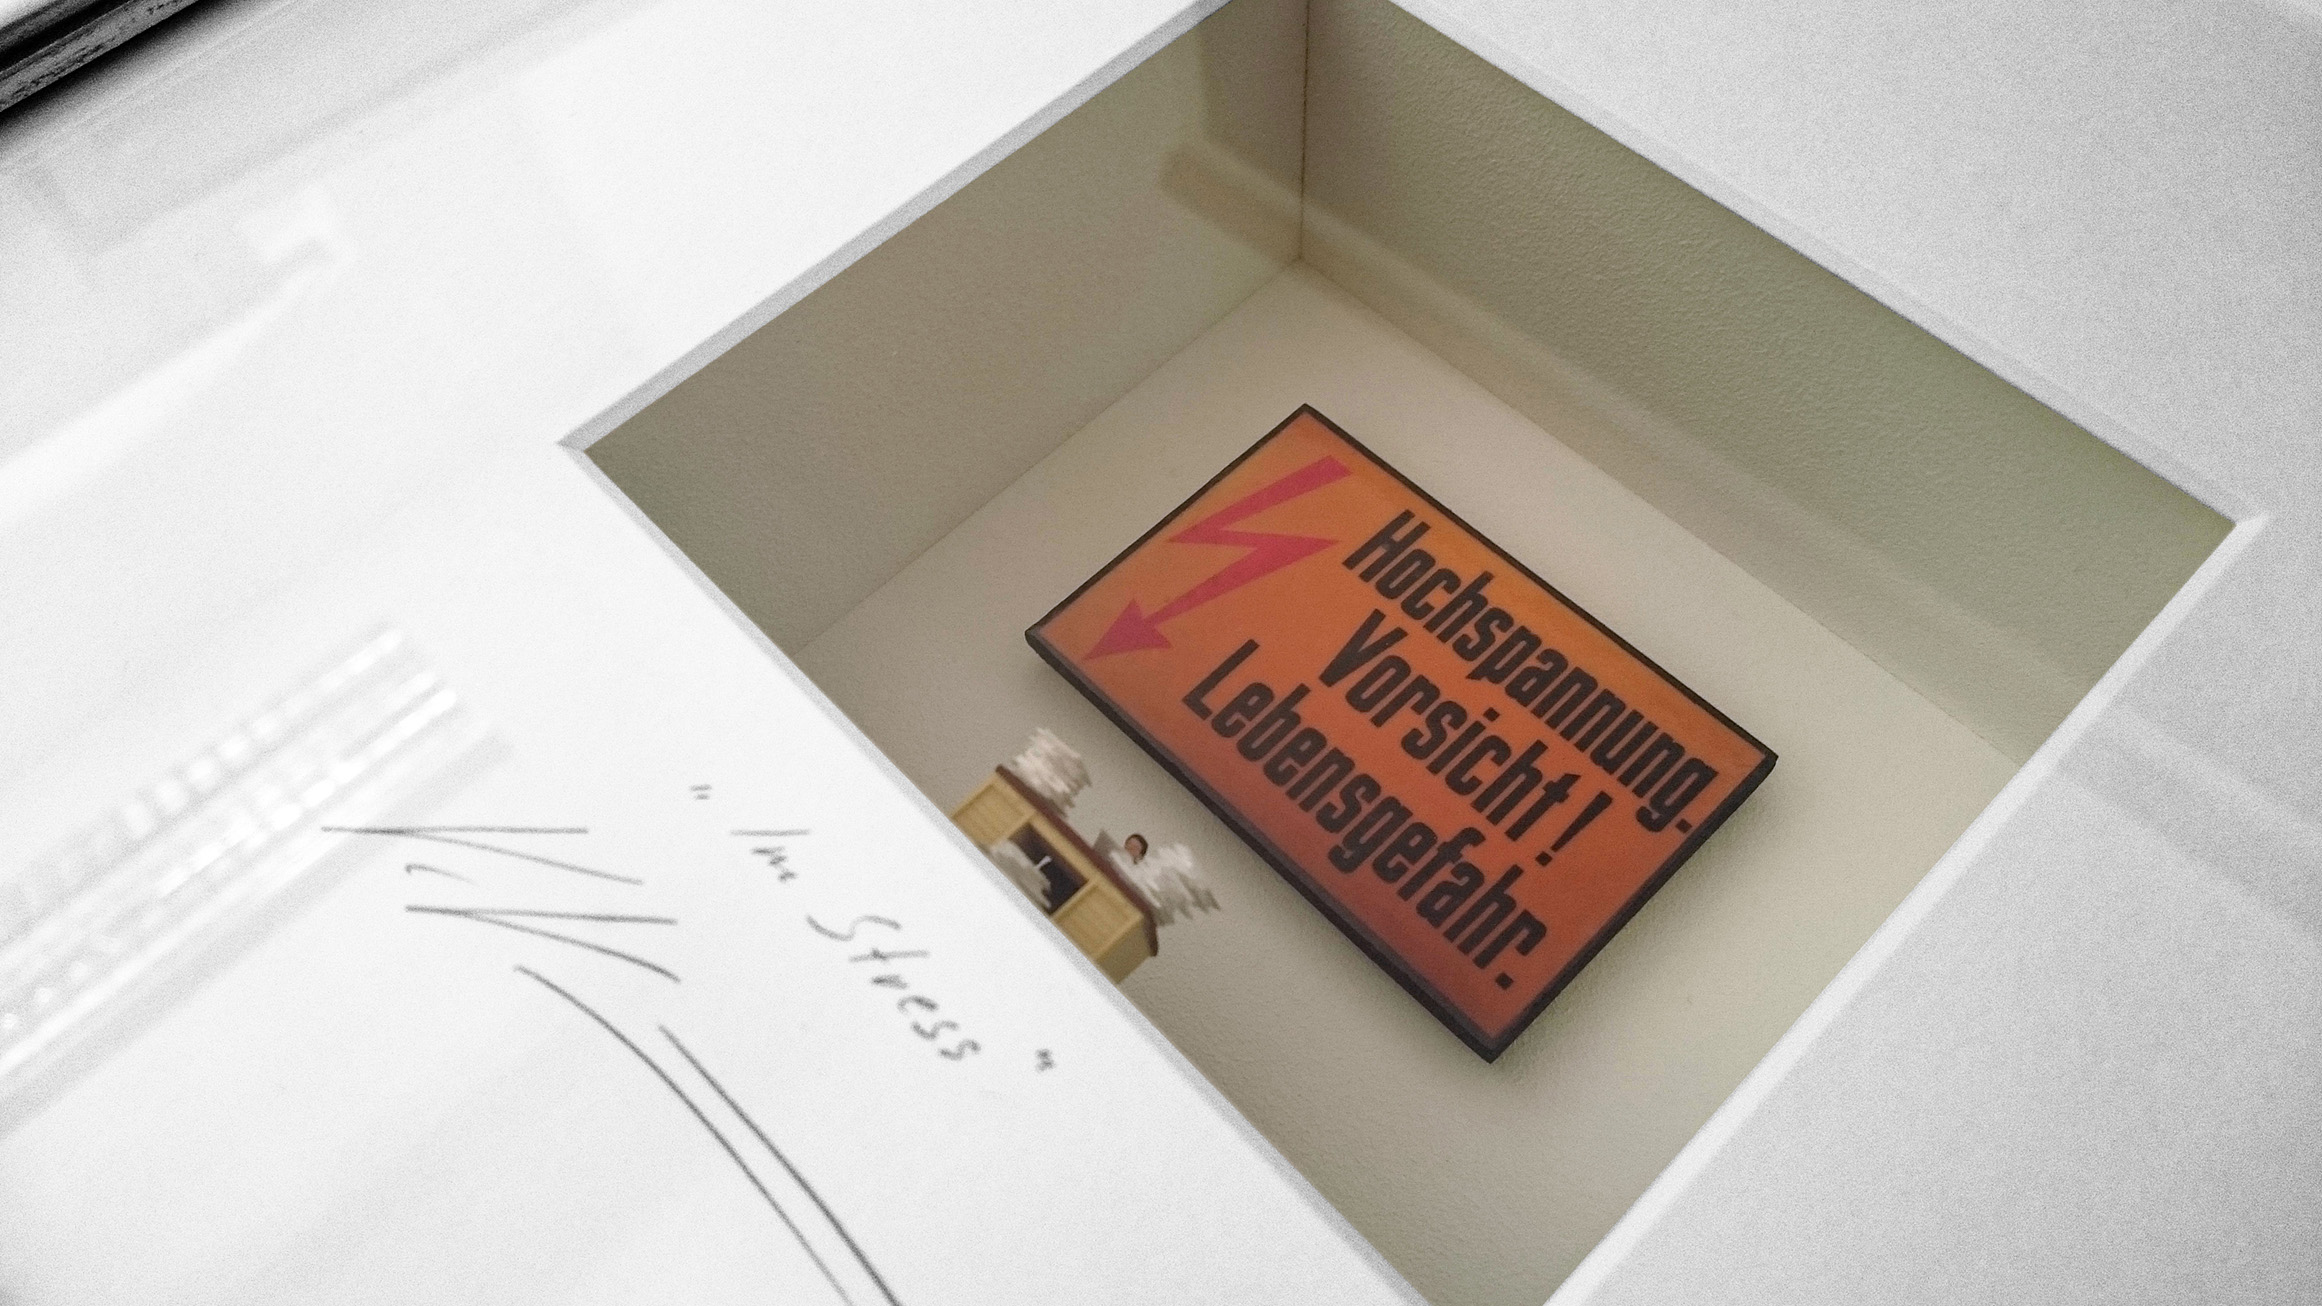 Hochspannung.
Vorsicht!
Lebensgefahr.
"Im Stress"